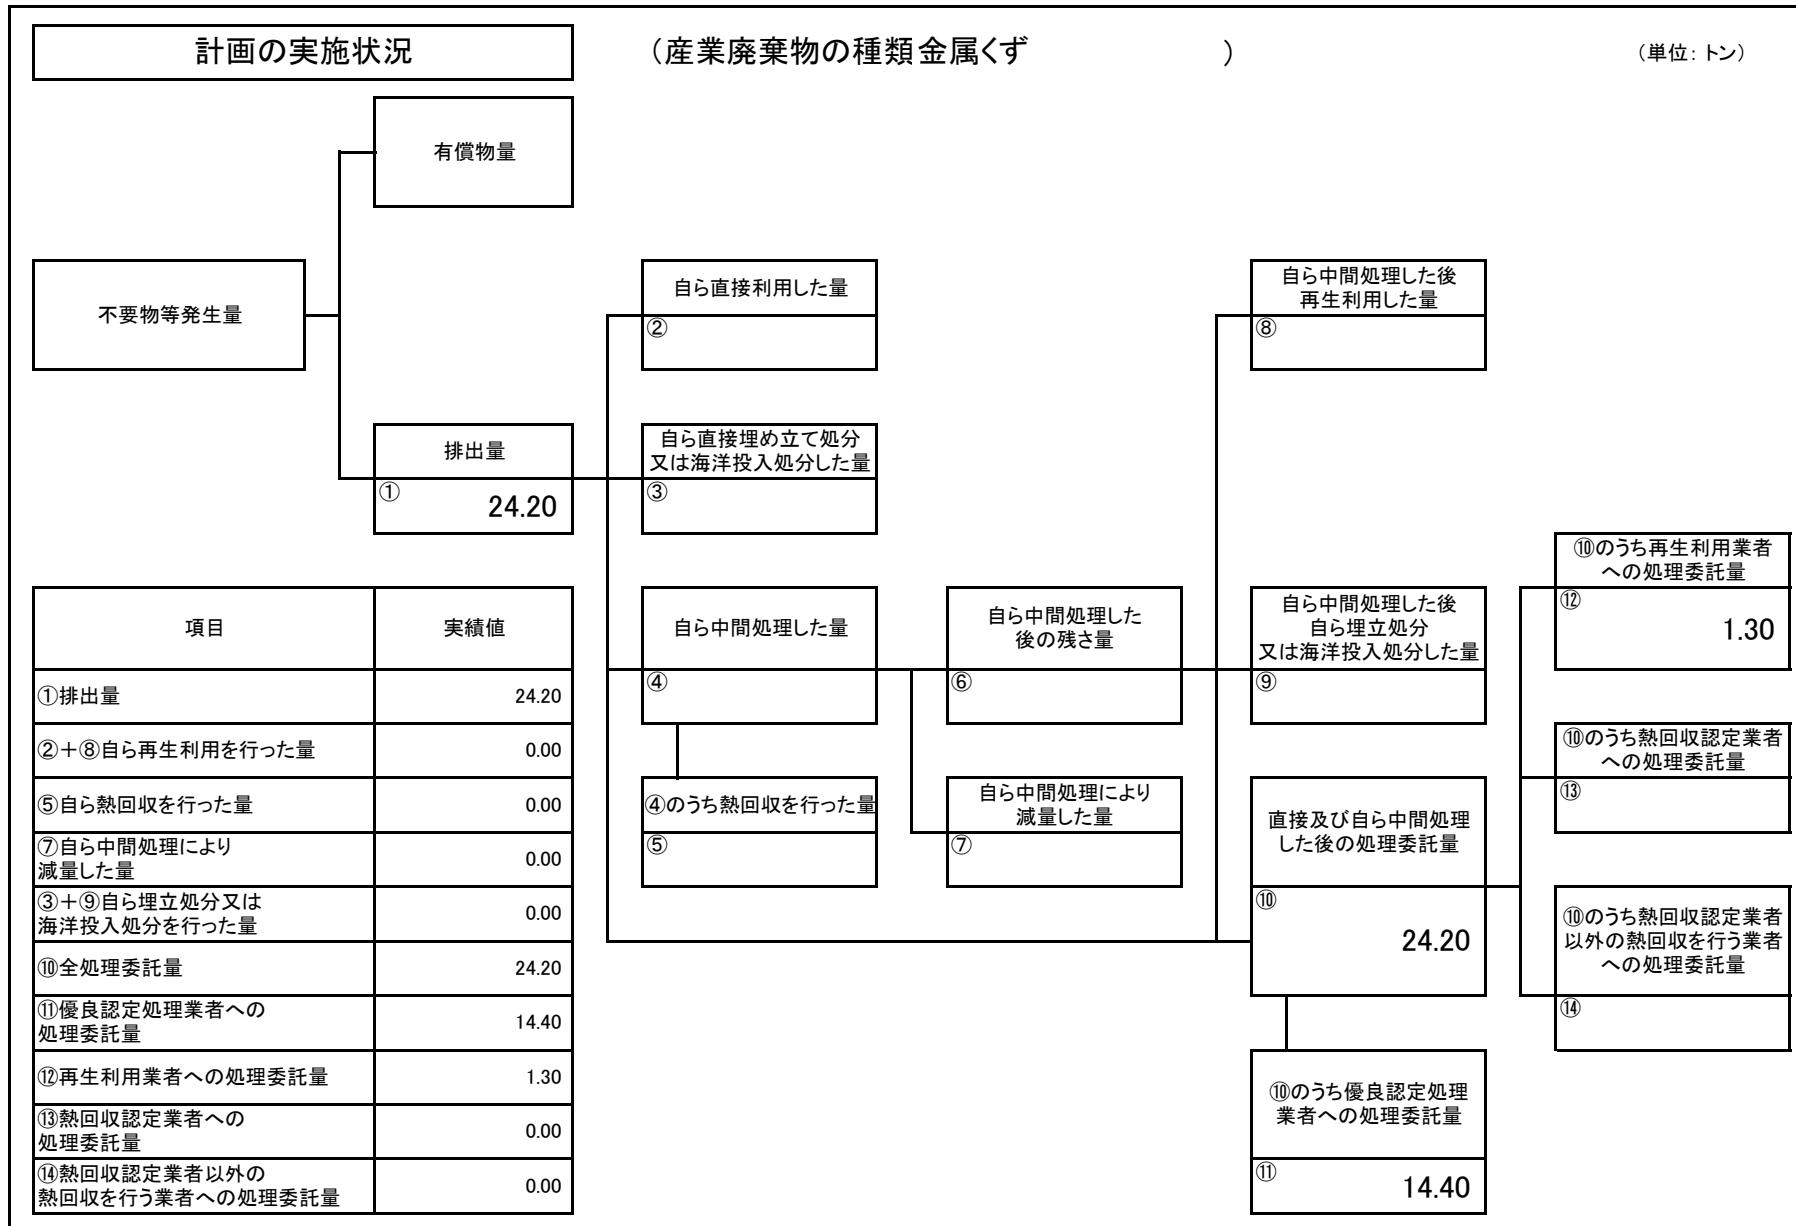 計画の実施状況
（産業廃棄物の種類金属くず　　　　　　　　　）
（単位：トン）
有償物量
不要物等発生量
自ら直接利用した量
②
自ら中間処理した後
再生利用した量
⑧
排出量
① 24.20
自ら直接埋め立て処分
又は海洋投入処分した量
③
⑩のうち再生利用業者
への処理委託量
⑫
1.30
自ら中間処理した量
④
自ら中間処理した
後の残さ量
⑥
自ら中間処理した後
自ら埋立処分
又は海洋投入処分した量
⑨
⑩のうち熱回収認定業者
への処理委託量
⑬
④のうち熱回収を行った量
⑤
自ら中間処理により
減量した量
⑦
直接及び自ら中間処理
した後の処理委託量
⑩
24.20
⑩のうち熱回収認定業者
以外の熱回収を行う業者
への処理委託量
⑭
⑩のうち優良認定処理
業者への処理委託量
⑪
14.40
項目 実績値
①排出量 24.20
②＋⑧自ら再生利用を行った量 0.00
⑤自ら熱回収を行った量 0.00
⑦自ら中間処理により
減量した量 0.00
③＋⑨自ら埋立処分又は
海洋投入処分を行った量 0.00
⑩全処理委託量 24.20
⑪優良認定処理業者への
処理委託量 14.40
⑫再生利用業者への処理委託量 1.30
⑬熱回収認定業者への
処理委託量 0.00
⑭熱回収認定業者以外の
熱回収を行う業者への処理委託量 0.00